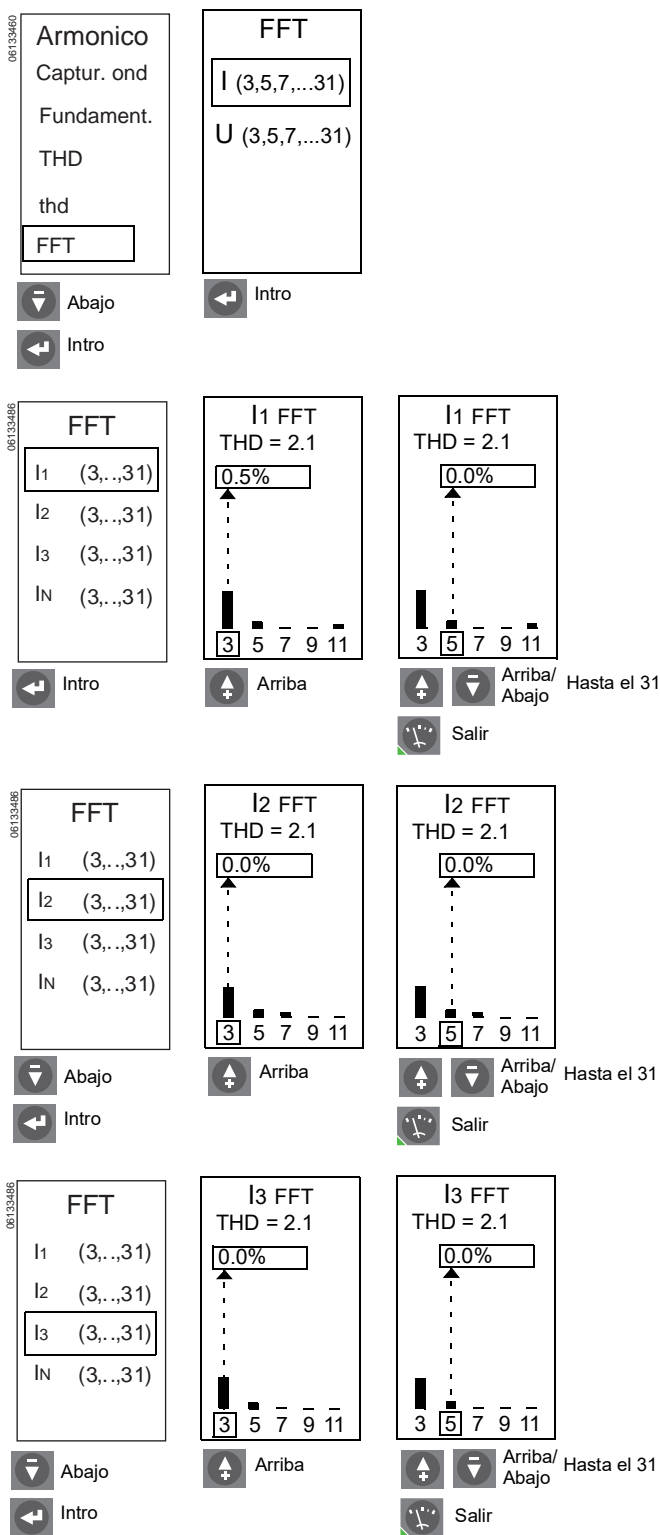 06133460
Armonico
Captur. ond
Fundament.
THD
thd
FFT
Abajo
Intro
FFT
I (3,5,7,...31)
U (3,5,7,...31)
Intro
06133486
FFT
I1 (3,..,31)
I2 (3,..,31)
I3 (3,..,31)
IN (3,..,31)
Intro
I1 FFT
THD = 2.1
0.5%
3 5 7 9 11
Arriba
I1 FFT
THD = 2.1
0.0%
3 5 7 9 11
Arriba/
Abajo
Hasta el 31
Salir
06133486
FFT
I1 (3,..,31)
I2 (3,..,31)
I3 (3,..,31)
IN (3,..,31)
Abajo
Intro
I2 FFT
THD = 2.1
0.0%
3 5 7 9 11
Arriba
I2 FFT
THD = 2.1
0.0%
3 5 7 9 11
Arriba/
Abajo
Hasta el 31
Salir
06133486
FFT
I1 (3,..,31)
I2 (3,..,31)
I3 (3,..,31)
IN (3,..,31)
Abajo
Intro
I3 FFT
THD = 2.1
0.0%
3 5 7 9 11
Arriba
I3 FFT
THD = 2.1
0.0%
3 5 7 9 11
Arriba/
Abajo
Hasta el 31
Salir